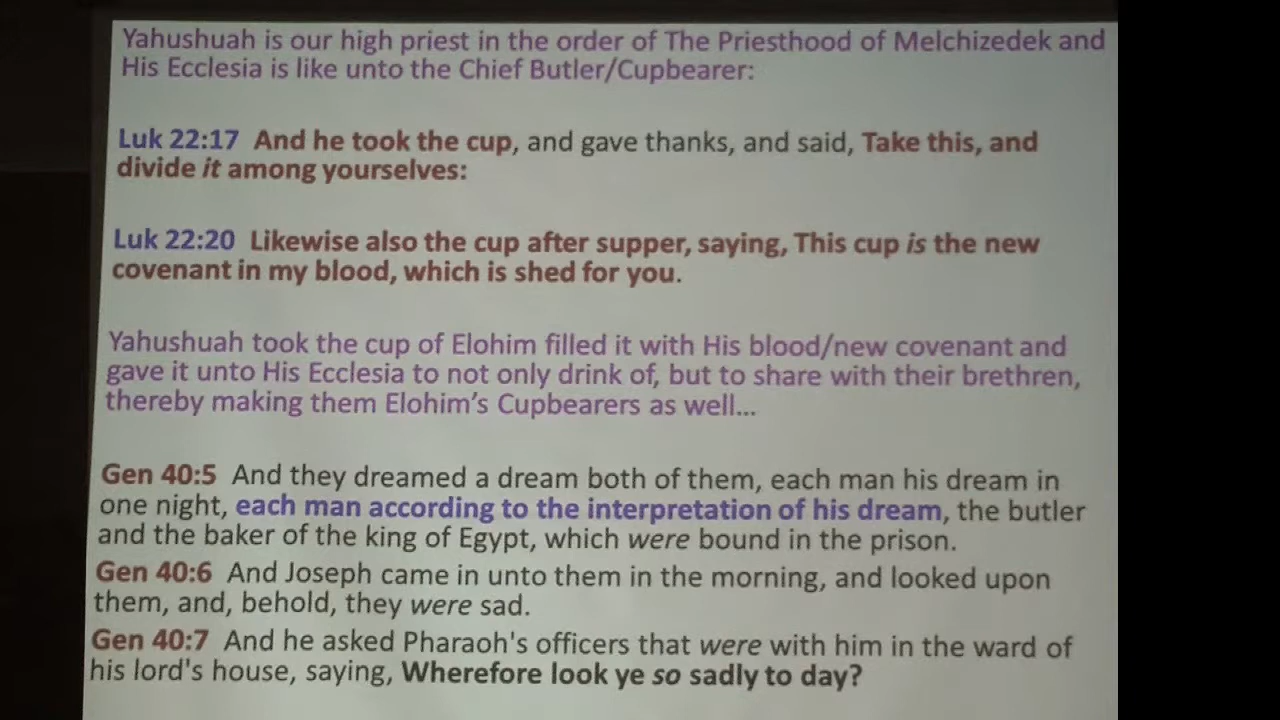 Yahushuah is our high priest in the order of The Priesthood of Melchizedek and
His Ecclesia is like unto the Chief Butler/Cupbearer:
Luk 22:17 And he took the cup, and gave thanks, and said, Take this, and
divide it among yourselves:
Luk 22:20 Likewise also the cup after supper, saying, This cup is the new
covenant in my blood, which is shed for you.
Yahushuah took the cup of Elohim filled it with His blood/new covenant and
gave it unto His Ecclesia to not only drink of, but to share with their brethren,
thereby making them Elohim's Cupbearers as well...
Gen 40:5 And they dreamed a dream both of them, each man his dream in
one night, each man according to the interpretation of his dream, the butler
and the baker of the king of Egypt, which were bound in the prison.
Gen 40:6 And Joseph came in unto them in the morning, and looked upon
them, and, behold, they were sad.
Gen 40:7 And he asked Pharaoh's officers that were with him in the ward of
his lord's house, saying, Wherefore look ye so sadly to day?